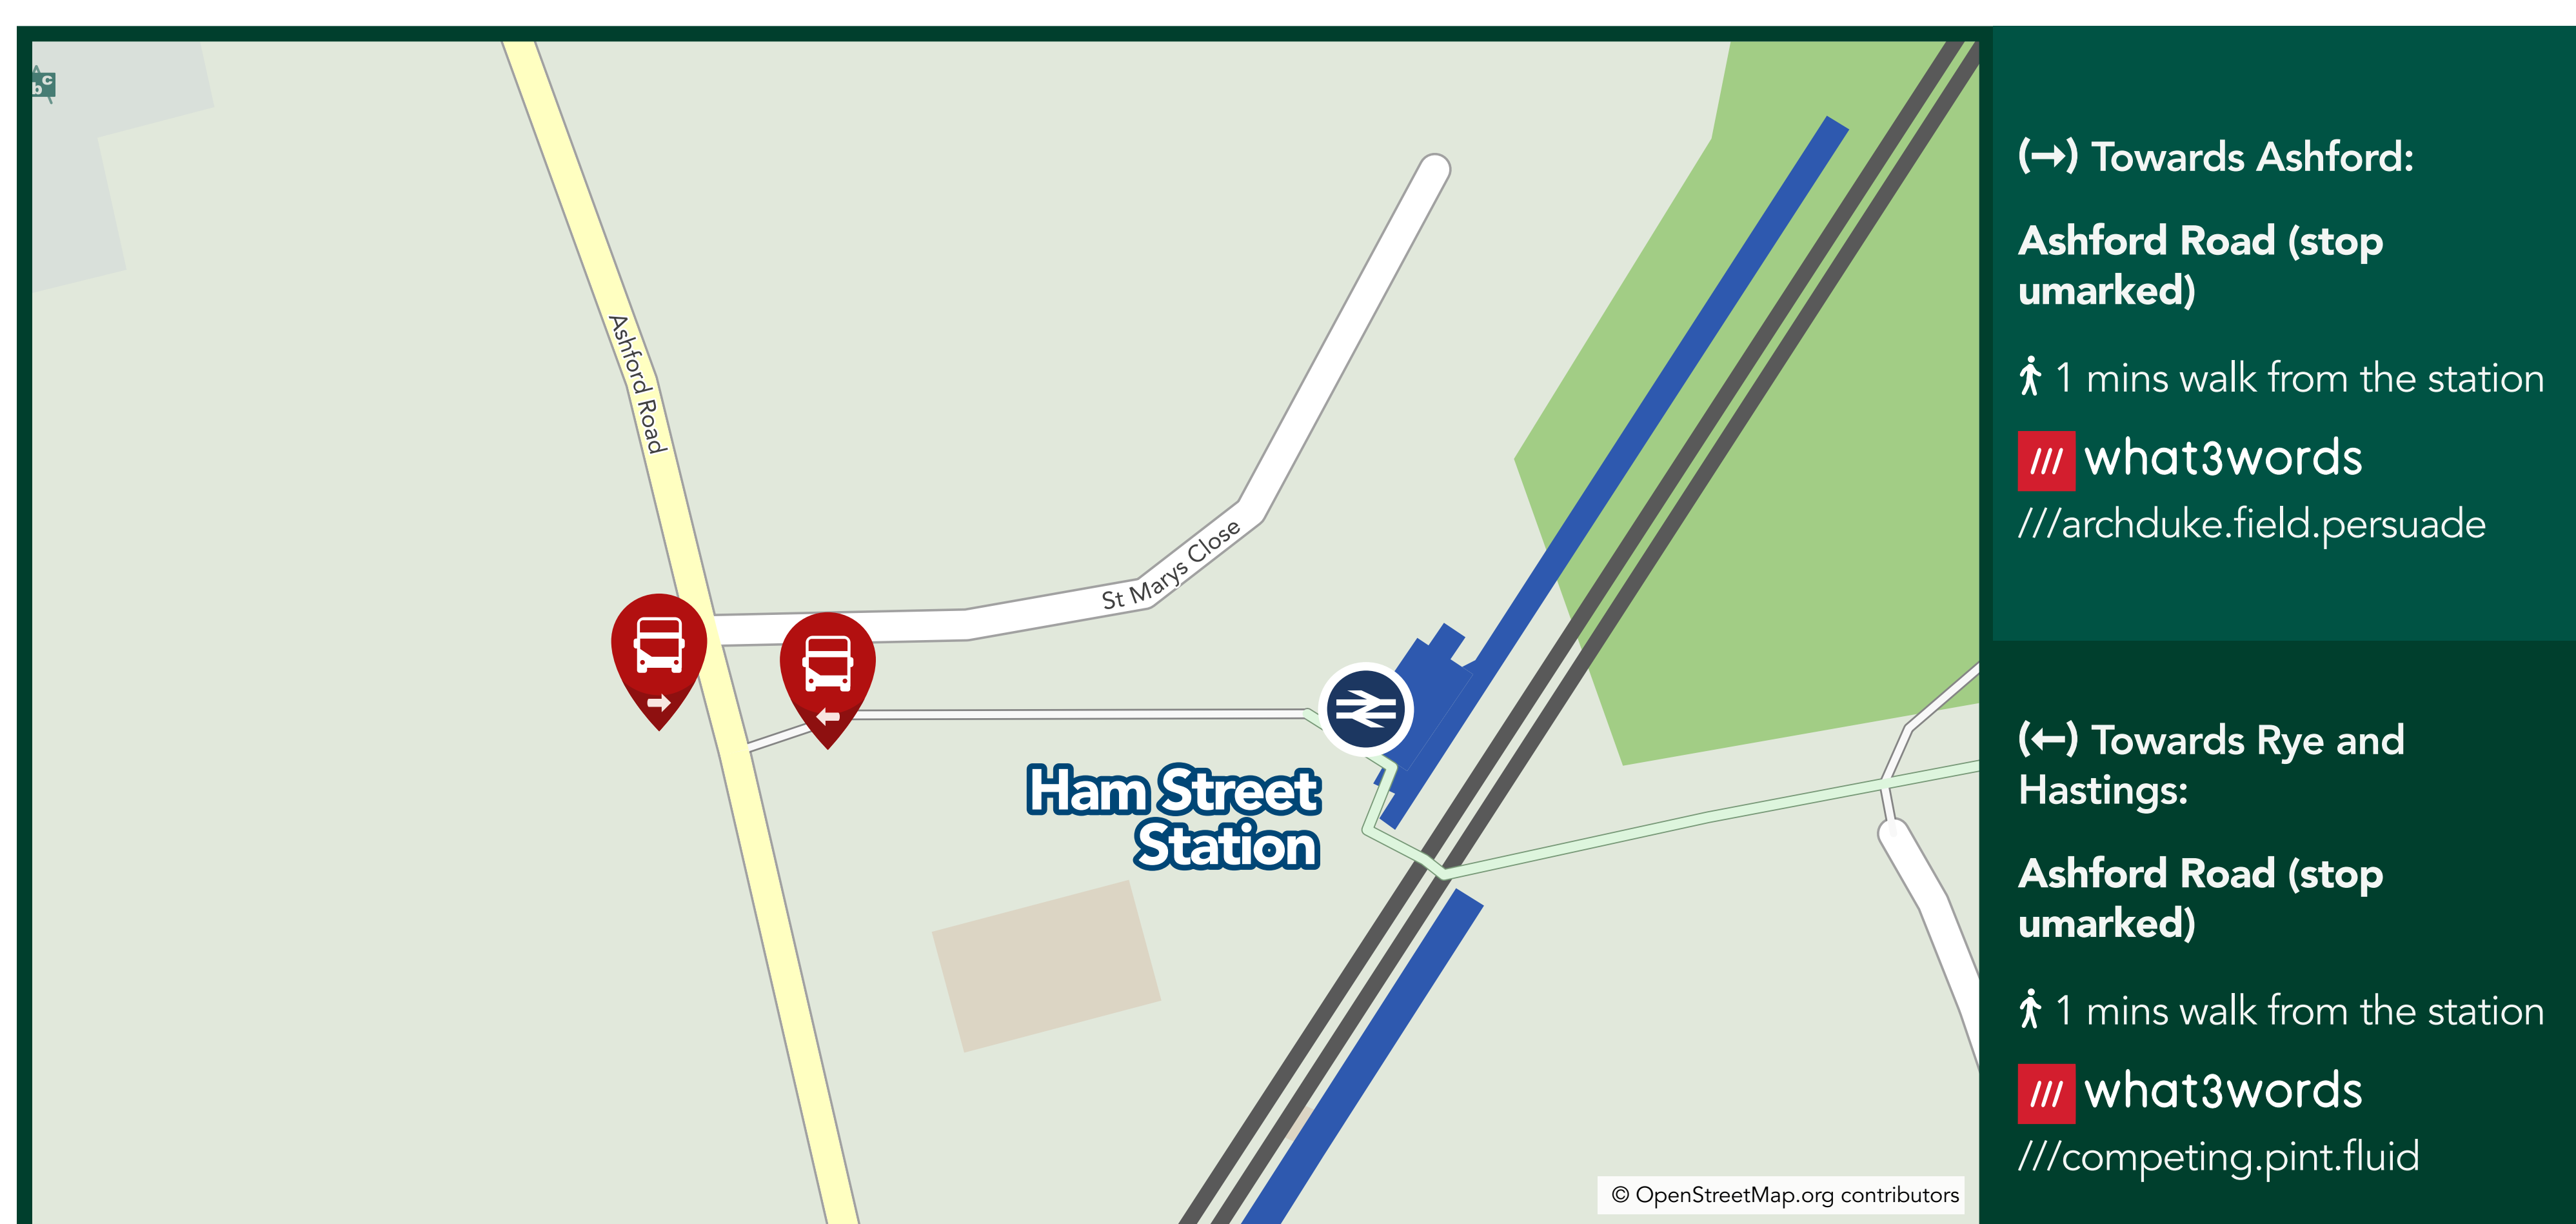 Ashford Road
St Marys Close
Ham Street
Station
© OpenStreetMap.org contributors
(→) Towards Ashford:
Ashford Road (stop
umarked)
1 mins walk from the station
/// what3words
///archduke.field.persuade
(←) Towards Rye and
Hastings:
Ashford Road (stop
umarked)
1 mins walk from the station
/// what3words
///competing.pint.fluid